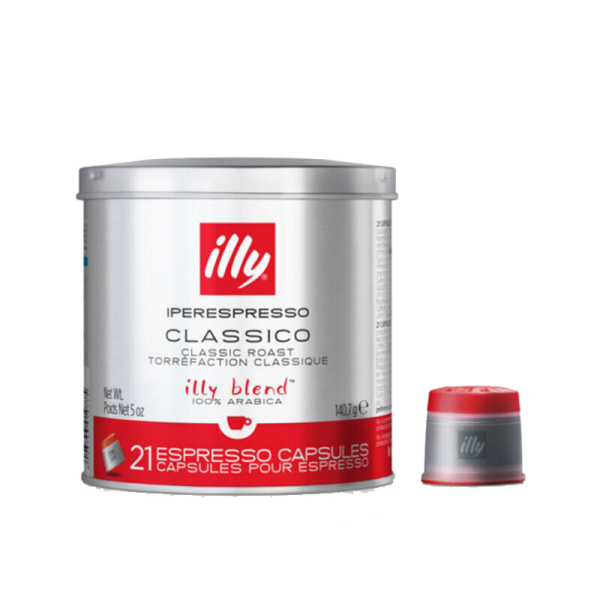 illy
IPERESPRESSO
CLASSICO
CLASSIC ROAST
TORRÉFACTION CLASSIQUE
illy blend™
100% ARABICA
Net Wt.
Poids Net 5 oz
140,7 g ℮
21 ESPRESSO CAPSULES
CAPSULES POUR ESPRESSO
illy